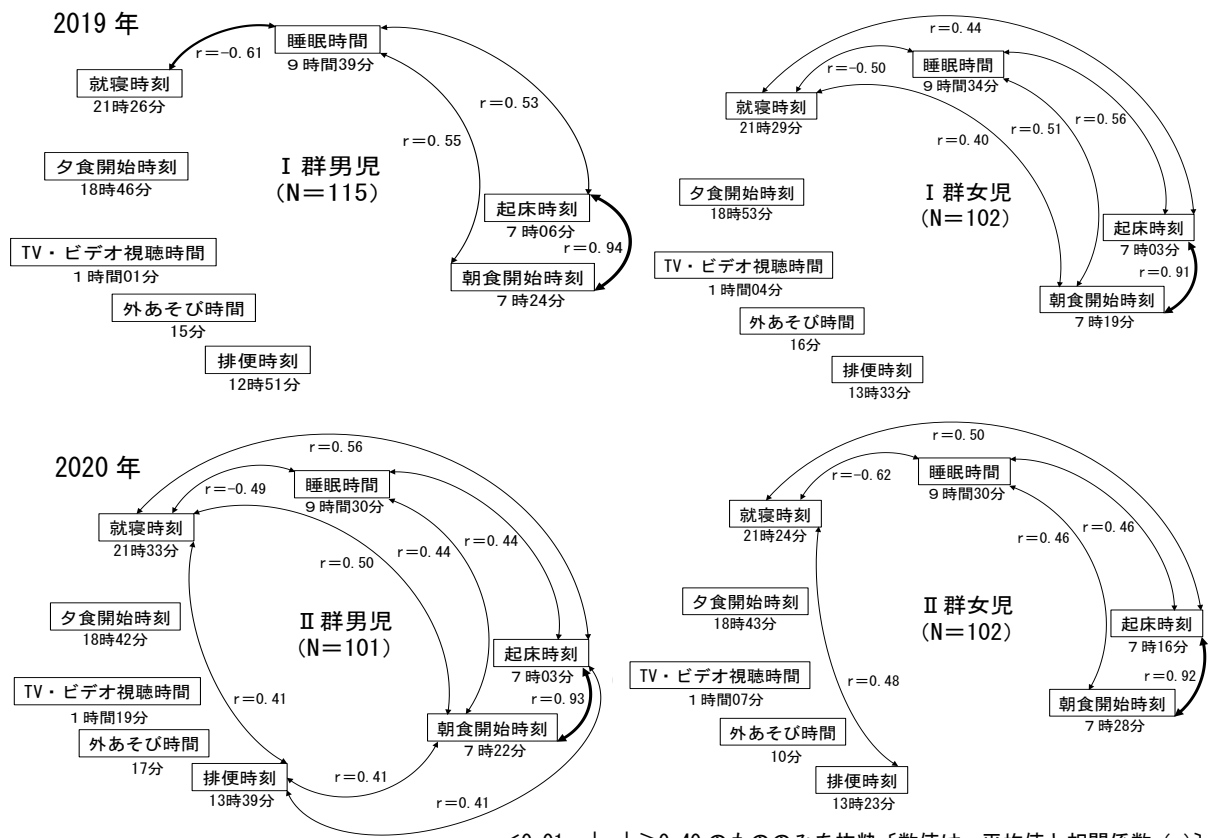 2019 年
睡眠時間
9時間39分
r=-0.61
就寝時刻
21時26分
r=0.53
r=0.55
夕食開始時刻
18時46分
Ⅰ群男児
(N=115)
起床時刻
7時06分
r=0.94
TV・ビデオ視聴時間
1時間01分
朝食開始時刻
7時24分
外あそび時間
15分
排便時刻
12時51分
r=0.44
睡眠時間
9時間34分
r=-0.50
就寝時刻
21時29分
r=0.56
r=0.51
r=0.40
夕食開始時刻
18時53分
Ⅰ群女児
(N=102)
起床時刻
7時03分
r=0.91
TV・ビデオ視聴時間
1時間04分
朝食開始時刻
7時19分
外あそび時間
16分
排便時刻
13時33分
2020 年
r=0.56
睡眠時間
9時間30分
r=-0.49
就寝時刻
21時33分
r=0.44
r=0.44
r=0.50
夕食開始時刻
18時42分
Ⅱ群男児
(N=101)
起床時刻
7時03分
r=0.93
TV・ビデオ視聴時間
1時間19分
r=0.41
朝食開始時刻
7時22分
外あそび時間
17分
排便時刻
13時39分
r=0.41
r=0.41
r=0.50
睡眠時間
9時間30分
r=-0.62
就寝時刻
21時24分
r=0.46
r=0.46
夕食開始時刻
18時43分
Ⅱ群女児
(N=102)
起床時刻
7時16分
r=0.92
TV・ビデオ視聴時間
1時間07分
r=0.48
朝食開始時刻
7時28分
外あそび時間
10分
排便時刻
13時23分